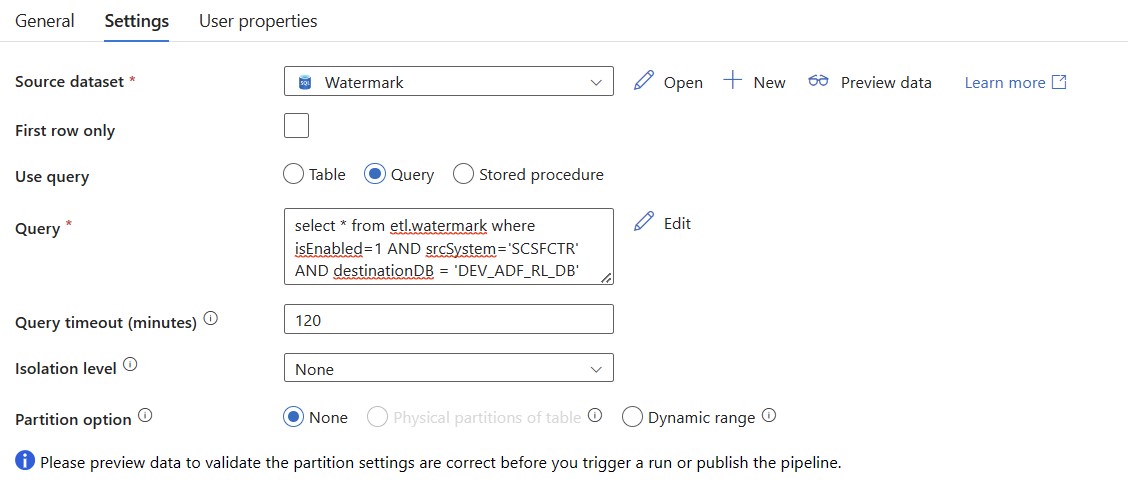 General Settings User properties
Source dataset * SQL Watermark Open New Preview data Learn more
First row only
Use query Table Query Stored procedure
Query * select * from etl.watermark where
isEnabled=1 AND srcSystem='SCSFCTR'
AND destinationDB = 'DEV_ADF_RL_DB'
Edit
Query timeout (minutes) 120
Isolation level None
Partition option None Physical partitions of table Dynamic range
Please preview data to validate the partition settings are correct before you trigger a run or publish the pipeline.